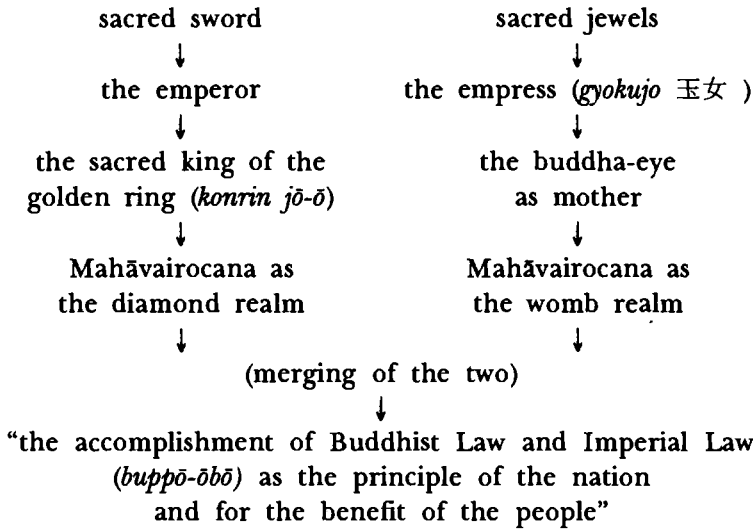 sacred sword
sacred jewels
↓
↓
the emperor
the empress (gyokujo 玉女 )
↓
↓
the sacred king of the
golden ring (konrin jō-ō)
the buddha-eye
as mother
↓
↓
Mahāvairocana as
the diamond realm
Mahāvairocana as
the womb realm
↓
↓
(merging of the two)
↓
“the accomplishment of Buddhist Law and Imperial Law
(buppō-ōbō) as the principle of the nation
and for the benefit of the people”